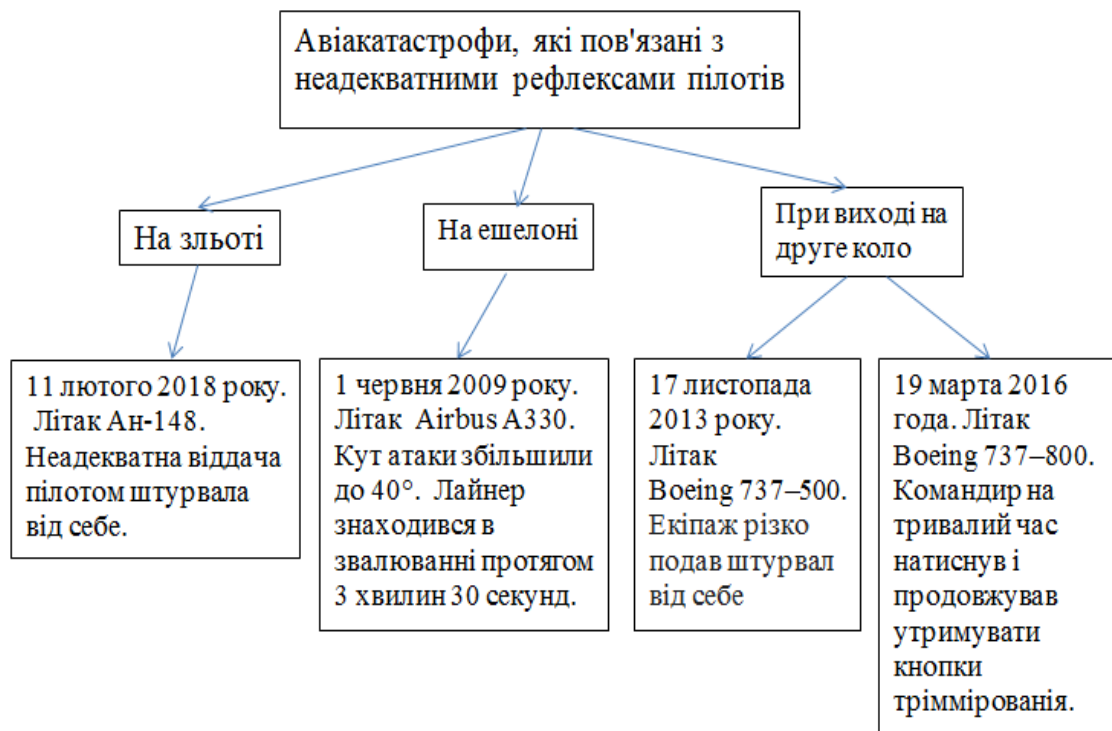 Авіакатастрофи, які пов'язані з
неадекватними рефлексами пілотів
На зльоті
На ешелоні
При виході на
друге коло
11 лютого 2018 року.
Літак Ан-148.
Неадекватна віддача
пілотом штурвала
від себе.
1 червня 2009 року.
Літак Airbus A330.
Кут атаки збільшили
до 40°. Лайнер
знаходився в
звалюванні протягом
3 хвилин 30 секунд.
17 листопада
2013 року.
Літак
Boeing 737–500.
Екіпаж різко
подав штурвал
від себе
19 марта 2016
года. Літак
Boeing 737–800.
Командир на
тривалий час
натиснув і
продовжував
утримувати
кнопки
тріммірованія.